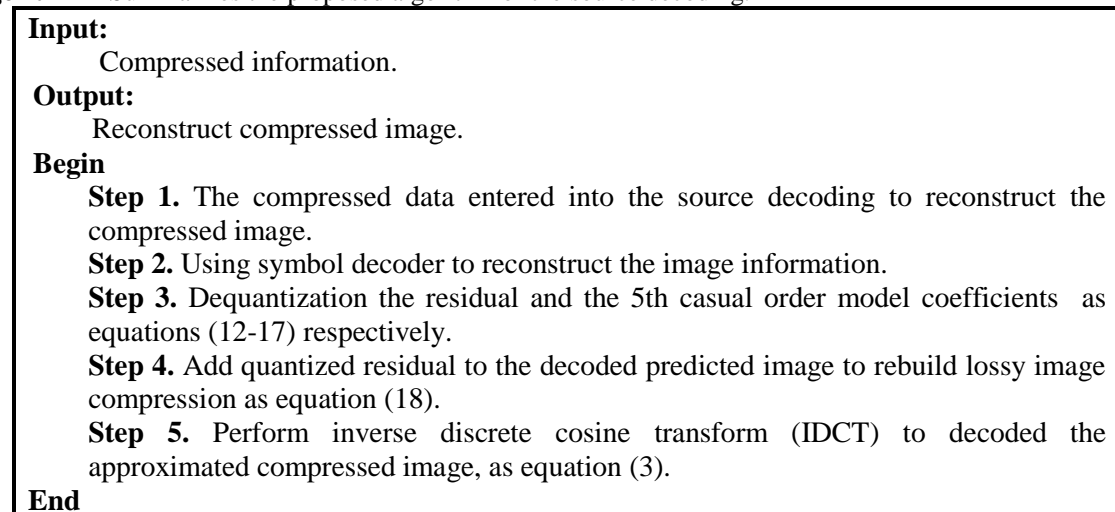 Input:
Compressed information.
Output:
Reconstruct compressed image.
Begin
Step 1. The compressed data entered into the source decoding to reconstruct the
compressed image.
Step 2. Using symbol decoder to reconstruct the image information.
Step 3. Dequantization the residual and the 5th casual order model coefficients as
equations (12-17) respectively.
Step 4. Add quantized residual to the decoded predicted image to rebuild lossy image
compression as equation (18).
Step 5. Perform inverse discrete cosine transform (IDCT) to decoded the
approximated compressed image, as equation (3).
End